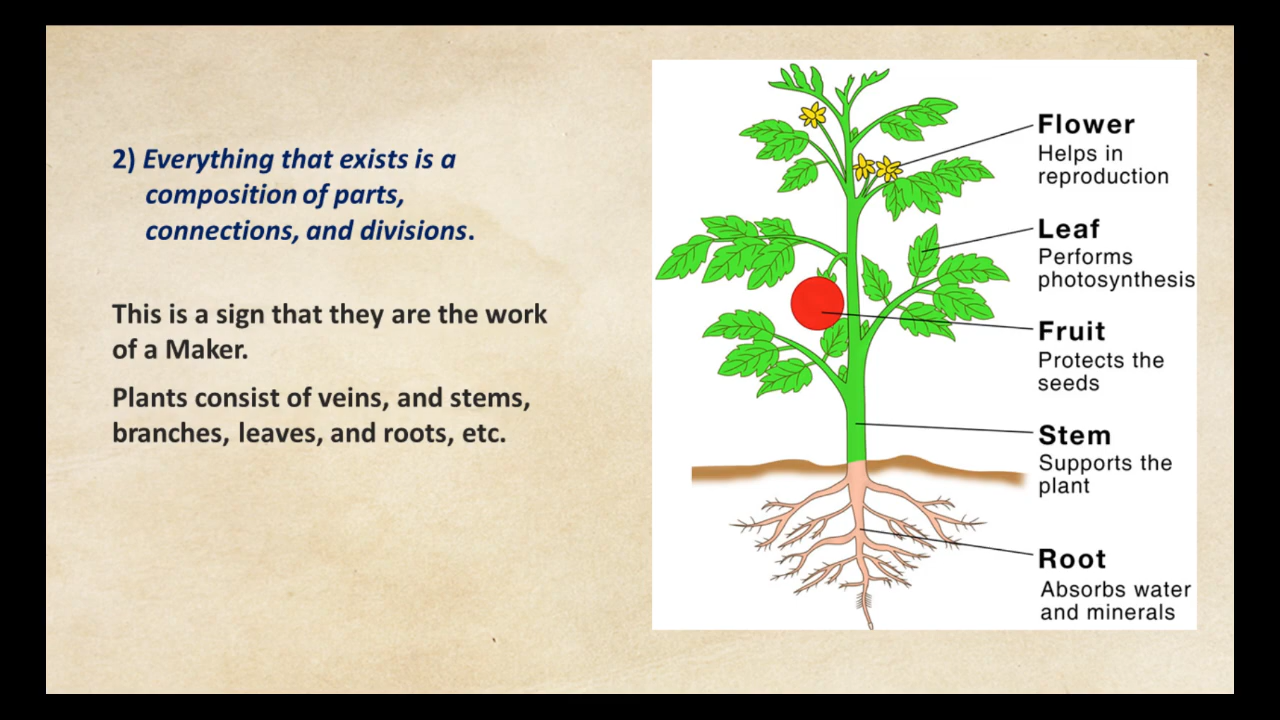 2) Everything that exists is a
composition of parts,
connections, and divisions.
This is a sign that they are the work
of a Maker.
Plants consist of veins, and stems,
branches, leaves, and roots, etc.
Flower
Helps in
reproduction
Leaf
Performs
photosynthesis
Fruit
Protects the
seeds
Stem
Supports the
plant
Root
Absorbs water
and minerals